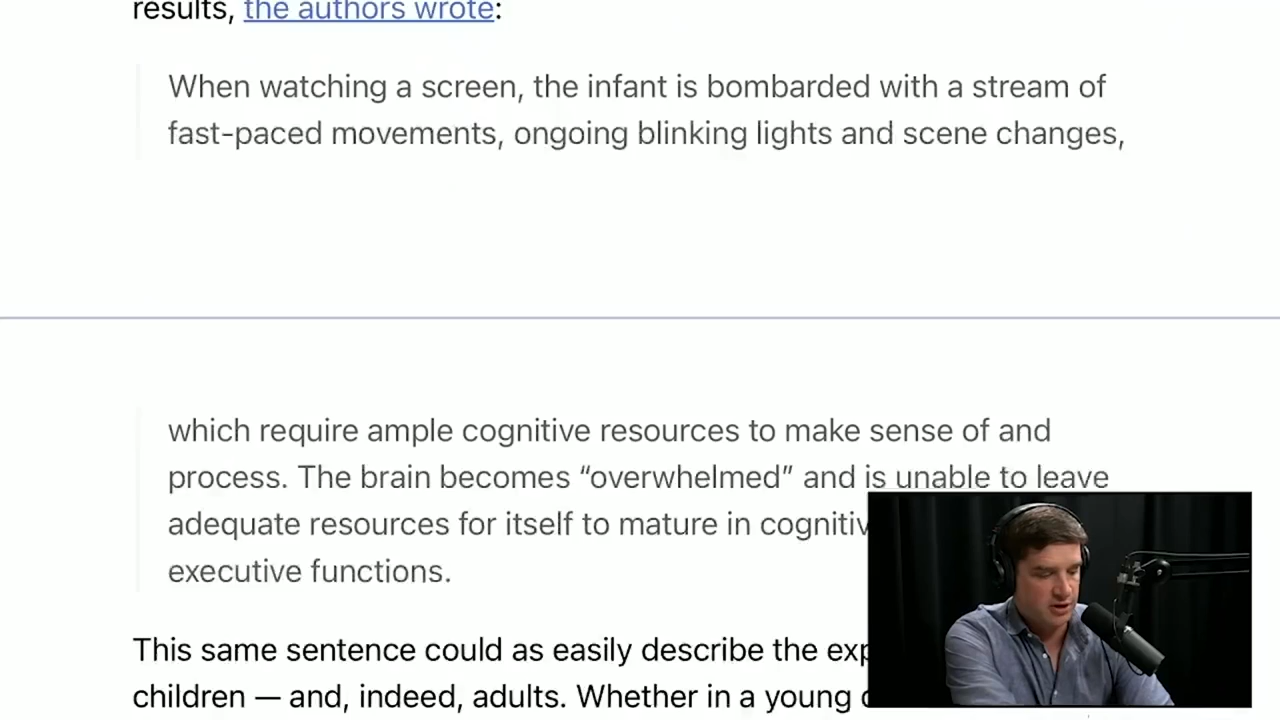 results, the authors wrote:
When watching a screen, the infant is bombarded with a stream of
fast-paced movements, ongoing blinking lights and scene changes,
which require ample cognitive resources to make sense of and
process. The brain becomes “overwhelmed” and is unable to leave
adequate resources for itself to mature in
executive functions.
This same sentence could as easily describe the
children — and, indeed, adults. Whether in a young